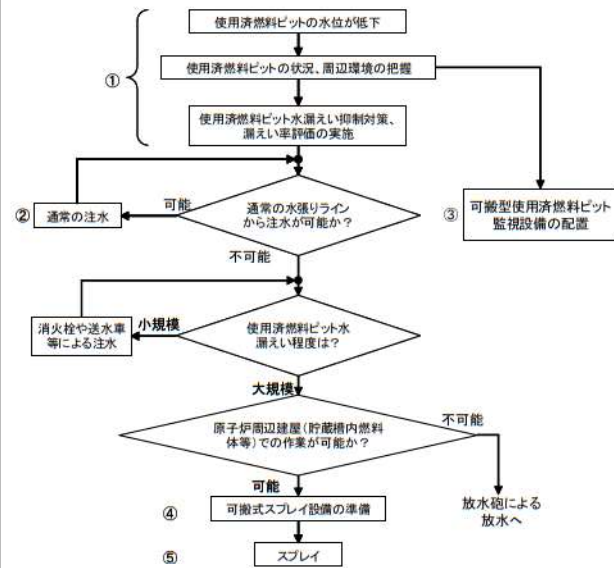 使用済燃料ピットの水位が低下
使用済燃料ピットの状況、周辺環境の把握
①
使用済燃料ピット水漏えい抑制対策、
漏えい率評価の実施
可能
②
通常の注水
通常の水張りライン
から注水が可能か？
③
可搬型使用済燃料ピット
監視設備の配置
不可能
消火栓や送水車
等による注水
小規模
使用済燃料ピット水
漏えい程度は？
大規模
不可能
原子炉周辺建屋（貯蔵槽内燃料
体等）での作業が可能か？
可能
放水砲による
放水へ
④
可搬式スプレイ設備の準備
⑤
スプレイ